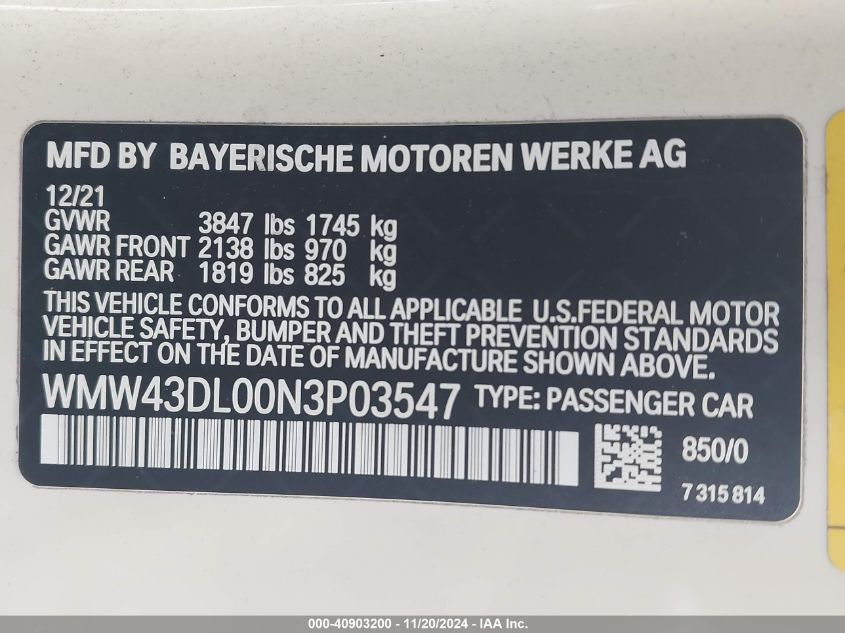 MFD BY BAYERISCHE MOTOREN WERKE AG
12/21
GVWR 3847 lbs 1745 kg
GAWR FRONT 2138 lbs 970 kg
GAWR REAR 1819 lbs 825 kg
THIS VEHICLE CONFORMS TO ALL APPLICABLE U.S.FEDERAL MOTOR
VEHICLE SAFETY, BUMPER AND THEFT PREVENTION STANDARDS
IN EFFECT ON THE DATE OF MANUFACTURE SHOWN ABOVE.
WMW43DL00N3P03547 TYPE: PASSENGER CAR
850/0
7 315 814
000-40903200 - 11/20/2024 - IAA Inc.